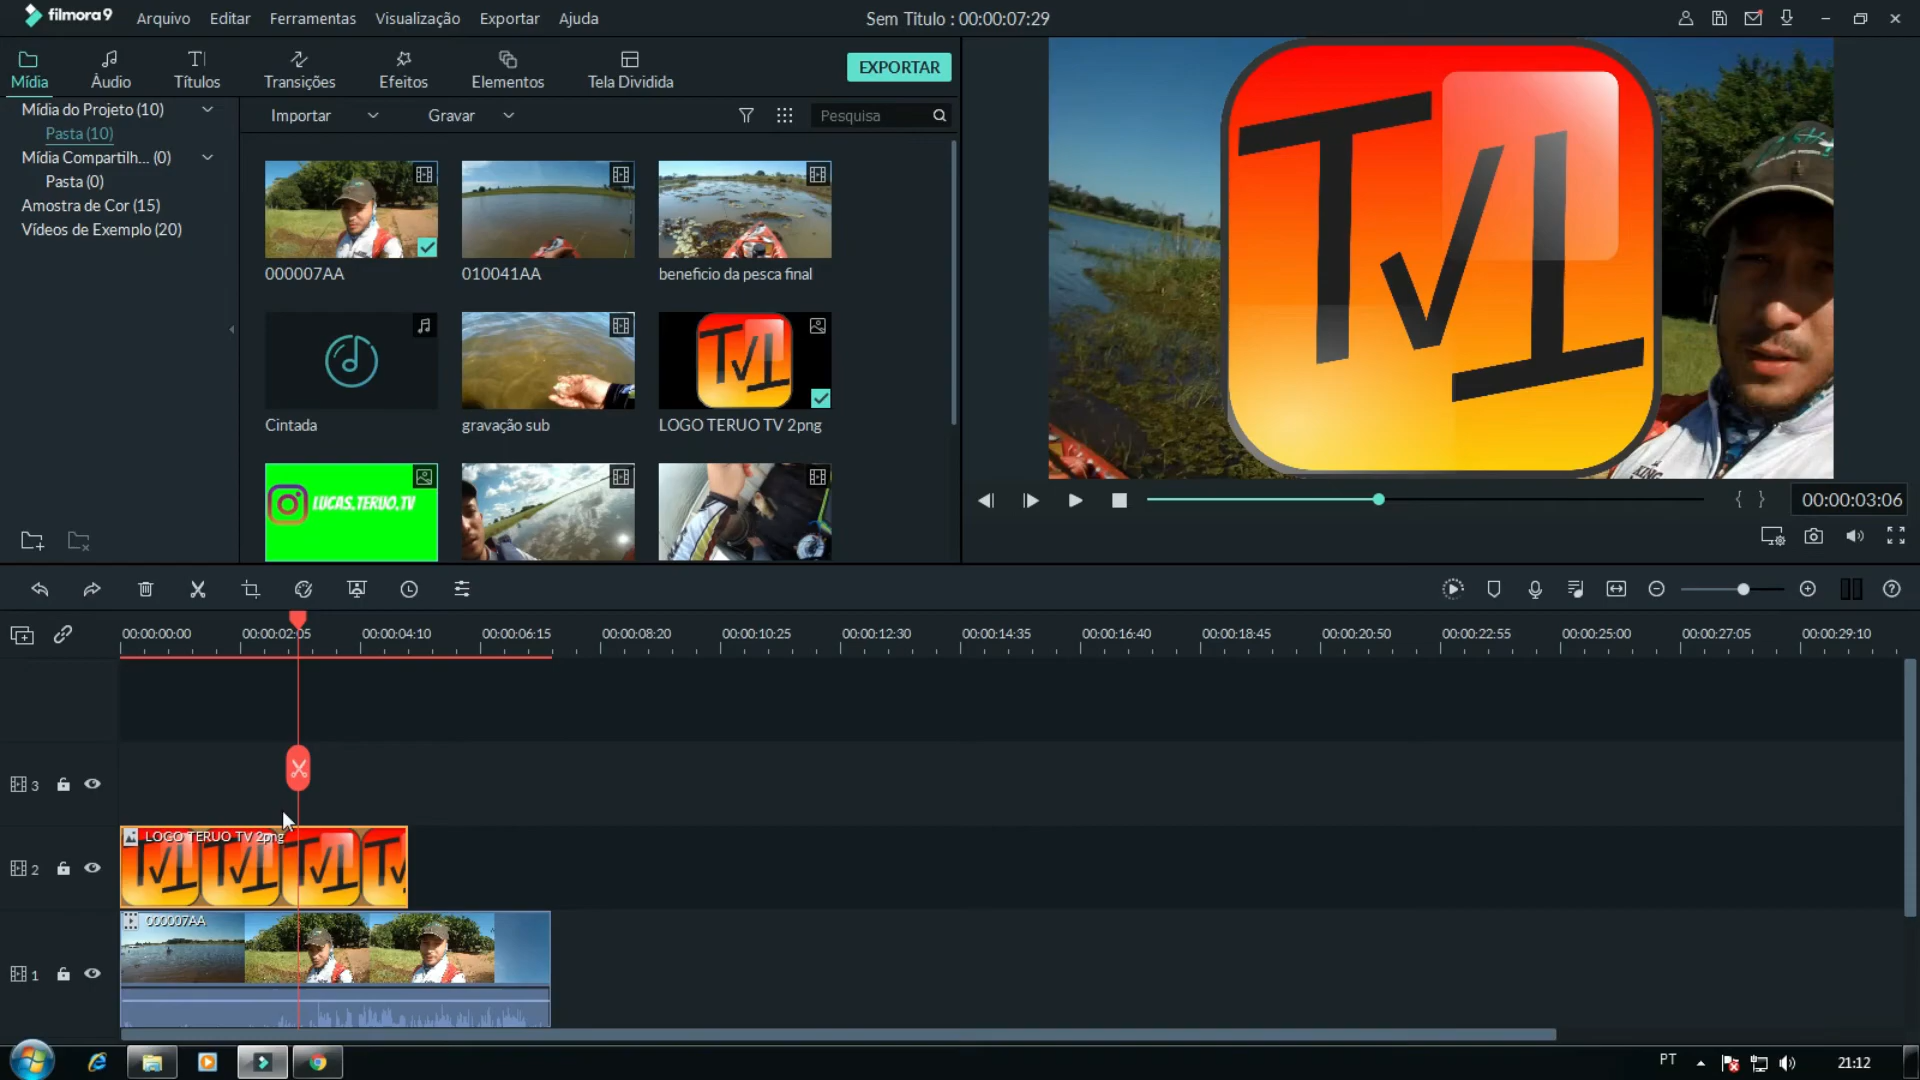 filmora9 Arquivo Editar Ferramentas Visualização Exportar Ajuda Sem Titulo : 00:00:07:29
Mídia Áudio Títulos Transições Efeitos Elementos Tela Dividida EXPORTAR
Mídia do Projeto (10)
Pasta (10)
Mídia Compartilh... (0)
Pasta (0)
Amostra de Cor (15)
Vídeos de Exemplo (20)
Importar Gravar Pesquisa
000007AA 010041AA beneficio da pesca final
TVT
Cintada gravação sub LOGO TERUO TV 2png
LUCAS.TERUO.TV
TVT
KING
{ } 00:00:03:06
00:00:00:00 00:00:02:05 00:00:04:10 00:00:06:15 00:00:08:20 00:00:10:25 00:00:12:30 00:00:14:35 00:00:16:40 00:00:18:45 00:00:20:50 00:00:22:55 00:00:25:00 00:00:27:05 00:00:29:10
3
2
LOGO TERUO TV 2png
1
000007AA
PT 21:12